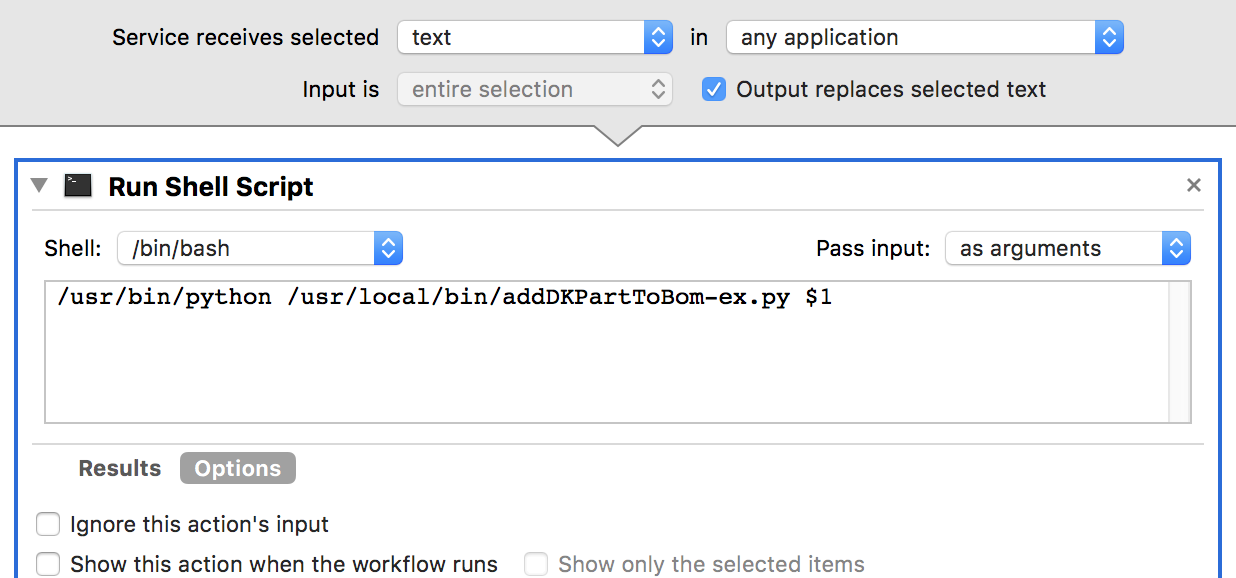 Service receives selected text in any application
Input is entire selection Output replaces selected text
Run Shell Script
Shell: /bin/bash Pass input: as arguments
/usr/bin/python /usr/local/bin/addDKPartToBom-ex.py $1
Results Options
Ignore this action's input
Show this action when the workflow runs Show only the selected items